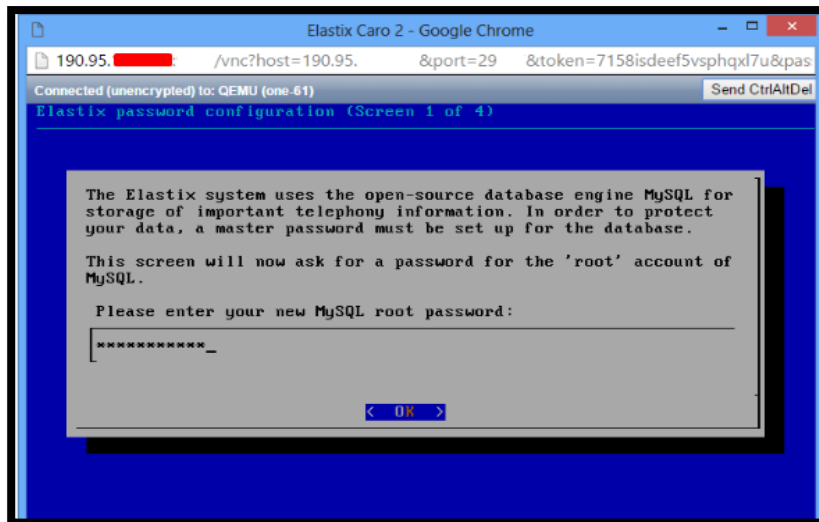 Elastix Caro 2 - Google Chrome
190.95. : /vnc?host=190.95. &port=29 &token=7158isdeef5vsphqxl7u&pas
Connected (unencrypted) to: QEMU (one-61)
Send CtrlAltDel
Elastix password configuration (Screen 1 of 4)
The Elastix system uses the open-source database engine MySQL for
storage of important telephony information. In order to protect
your data, a master password must be set up for the database.
This screen will now ask for a password for the 'root' account of
MySQL.
Please enter your new MySQL root password:
***********_
< OK >